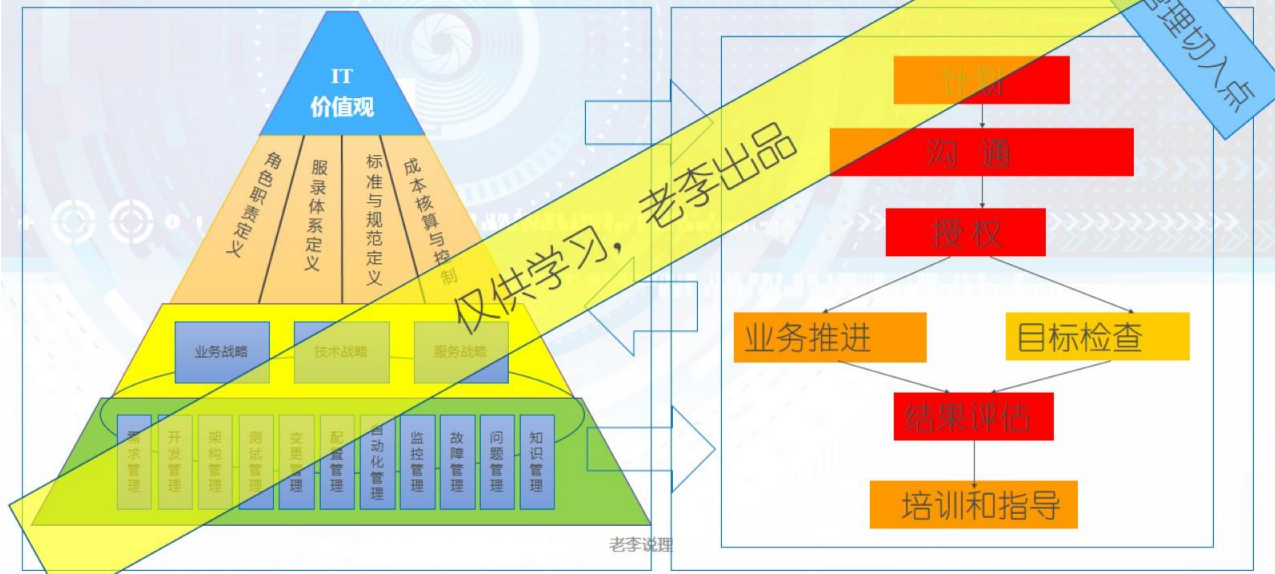 IT
价值观
角色职责定义
服录体系定义
标准与规范定义
成本核算与控制
业务战略
技术战略
服务战略
需求管理
开发管理
架构管理
测试管理
变更管理
配置管理
自动化管理
监控管理
故障管理
问题管理
知识管理
仅供学习，老李出品
管理切入点
计划
沟 通
授 权
业务推进
目标检查
结果评估
培训和指导
老李说理